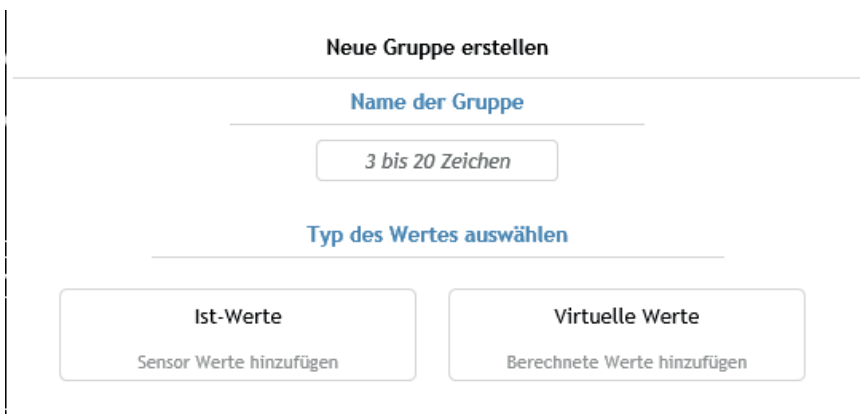 Neue Gruppe erstellen
Name der Gruppe
3 bis 20 Zeichen
Typ des Wertes auswählen
Ist-Werte
Virtuelle Werte
Sensor Werte hinzufügen
Berechnete Werte hinzufügen